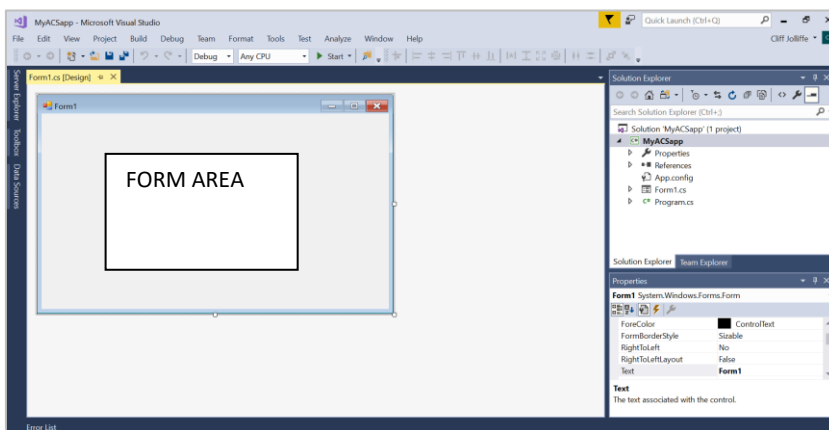 MyACSapp - Microsoft Visual Studio
Quick Launch (Ctrl+Q)
File Edit View Project Build Debug Team Format Tools Test Analyze Window Help
Cliff Jolliffe
Debug Any CPU Start
Server Explorer
Toolbox
Data Sources
Form1.cs [Design]
Form1
FORM AREA
Solution Explorer
Search Solution Explorer (Ctrl+;)
Solution 'MyACSapp' (1 project)
MyACSapp
Properties
References
App.config
Form1.cs
Program.cs
Solution Explorer Team Explorer
Properties
Form1 System.Windows.Forms.Form
ForeColor ControlText
FormBorderStyle Sizable
RightToLeft No
RightToLeftLayout False
Text Form1
Text
The text associated with the control.
Error List